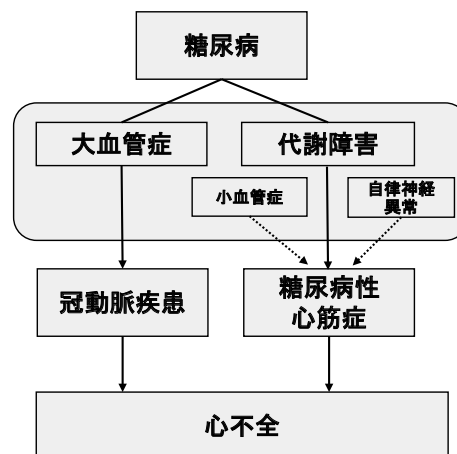 糖尿病
大血管症
代謝障害
小血管症
自律神経
異常
冠動脈疾患
糖尿病性
心筋症
心不全